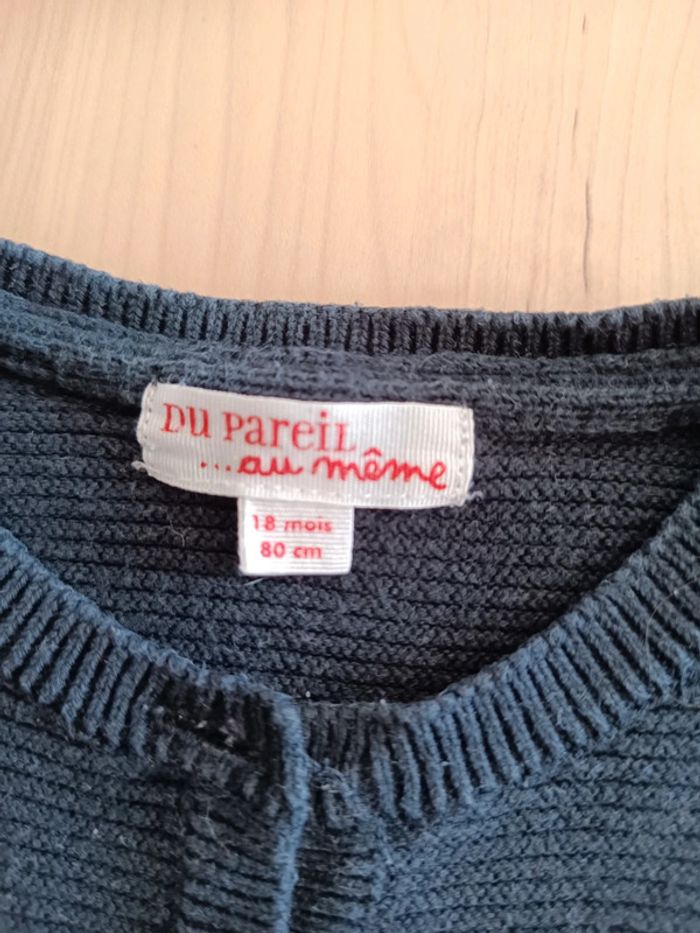 Du Pareil
...au même
18 mois
80 cm